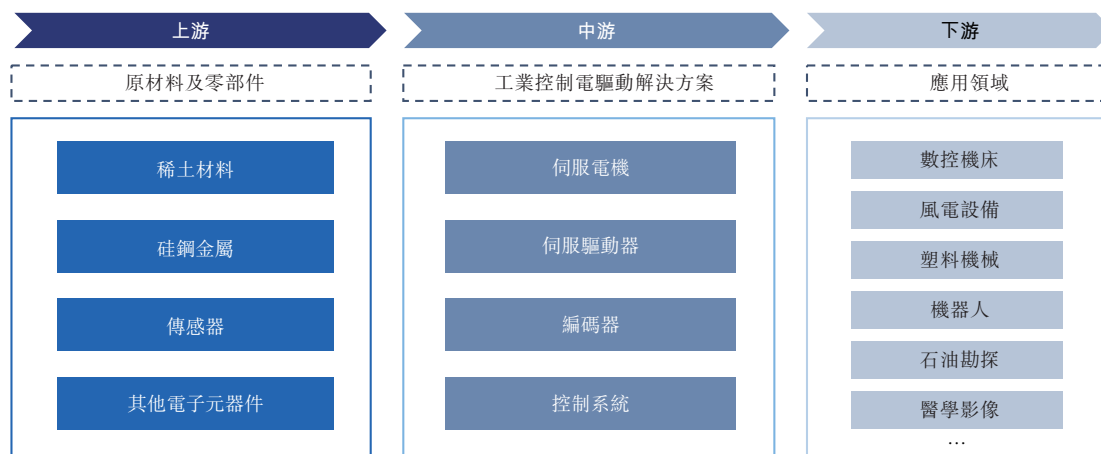 上游
中游
下游
原材料及零部件
工業控制電驅動解決方案
應用領域
稀土材料
硅鋼金屬
傳感器
其他電子元器件
伺服電機
伺服驅動器
編碼器
控制系統
數控機床
風電設備
塑料機械
機器人
石油勘探
醫學影像
…